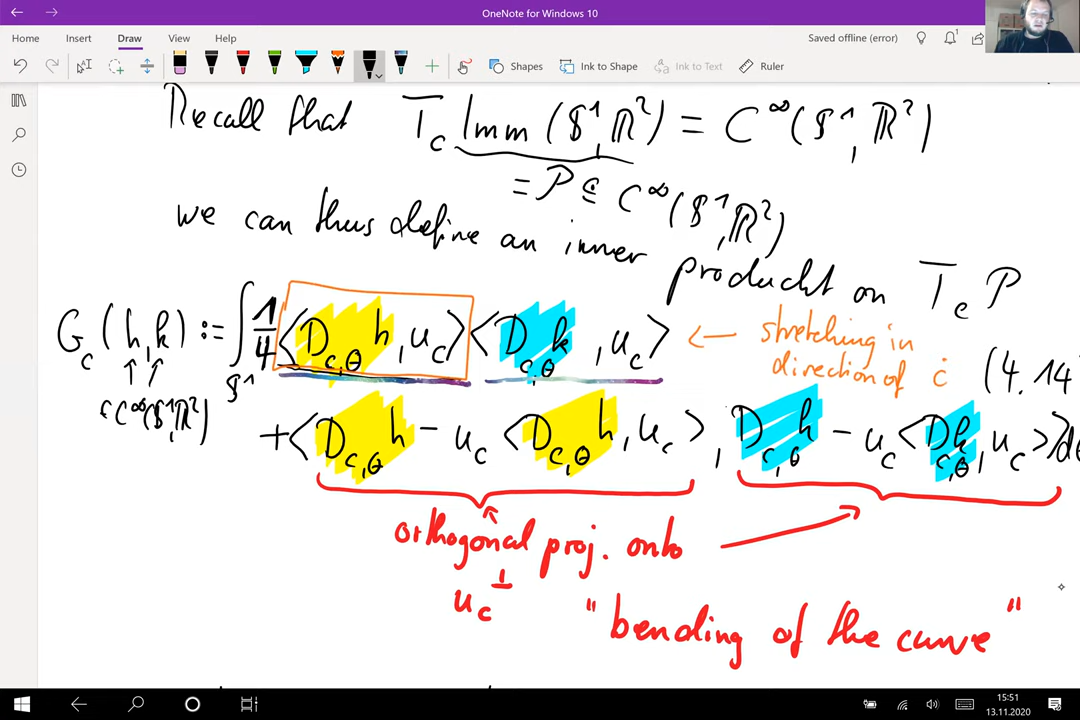 OneNote for Windows 10
Home Insert Draw View Help
Saved offline (error)
Shapes Ink to Shape Ink to Text Ruler
Recall that T_c Imm (𝕊¹, ℝ²) = C^∞(𝕊¹, ℝ²)
= P ⊆ C^∞(𝕊¹, ℝ²)
we can thus define an inner producht on T_c P
G_c (h,k) := ∫_{𝕊¹} 1/4 ⟨D_{c,θ} h, u_c⟩ ⟨D_{c,θ} k, u_c⟩ ← stretching in
direction of ċ (4.14
↑ ↑
∈ C^∞(𝕊¹, ℝ²)
+ ⟨D_{c,θ} h − u_c ⟨D_{c,θ} h, u_c⟩, D_{c,θ} h − u_c ⟨D_{c,θ} k, u_c⟩⟩ dθ
orthogonal proj. onto
u_c^⊥
"bending of the curve"
15:51
13.11.2020